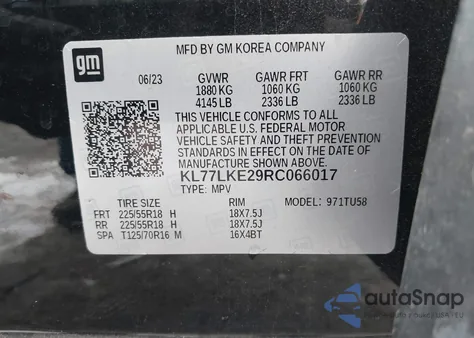 gm
MFD BY GM KOREA COMPANY
06/23 GVWR GAWR FRT GAWR RR
1880 KG 1060 KG 1060 KG
4145 LB 2336 LB 2336 LB
THIS VEHICLE CONFORMS TO ALL
APPLICABLE U.S. FEDERAL MOTOR
VEHICLE SAFETY AND THEFT PREVENTION
STANDARDS IN EFFECT ON THE DATE OF
MANUFACTURE SHOWN ABOVE.
KL77LKE29RC066017
TYPE: MPV
TIRE SIZE RIM MODEL: 971TU58
FRT 225/55R18 H 18X7.5J
RR 225/55R18 H 18X7.5J
SPA T125/70R16 M 16X4BT
autoSnap